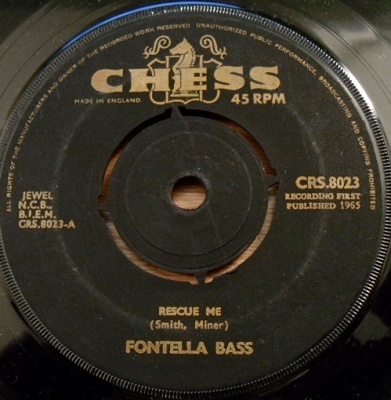 ALL RIGHTS OF THE MANUFACTURERS AND OWNER OF THE RECORDED WORK RESERVED UNAUTHORIZED PUBLIC PERFORMANCE, BROADCASTING AND COPYING PROHIBITED
CHESS
MADE IN ENGLAND.
45 RPM
JEWEL
N.C.B.,
B.I.E.M.
CRS.8023-A
CRS.8023
RECORDING FIRST
PUBLISHED 1965
RESCUE ME
(Smith, Miner)
FONTELLA BASS